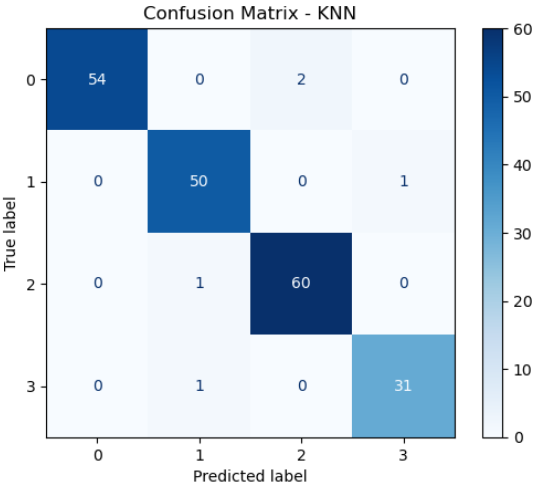 Confusion Matrix - KNN
True label
0 54 0 2 0
1 0 50 0 1
2 0 1 60 0
3 0 1 0 31
0 1 2 3
Predicted label
60
50
40
30
20
10
0